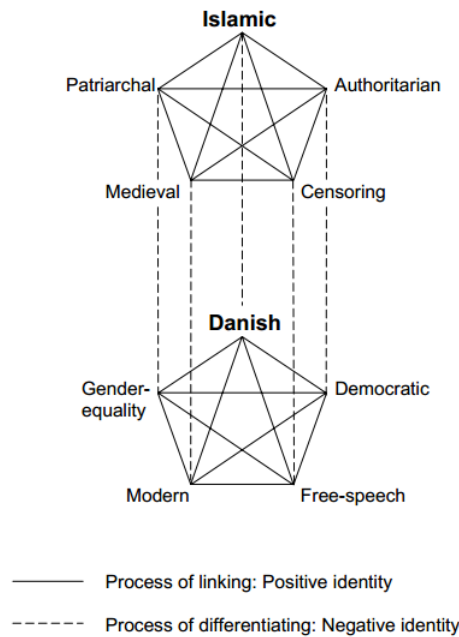 Islamic
Patriarchal
Authoritarian
Medieval
Censoring
Danish
Gender-
equality
Democratic
Modern
Free-speech
Process of linking: Positive identity
Process of differentiating: Negative identity